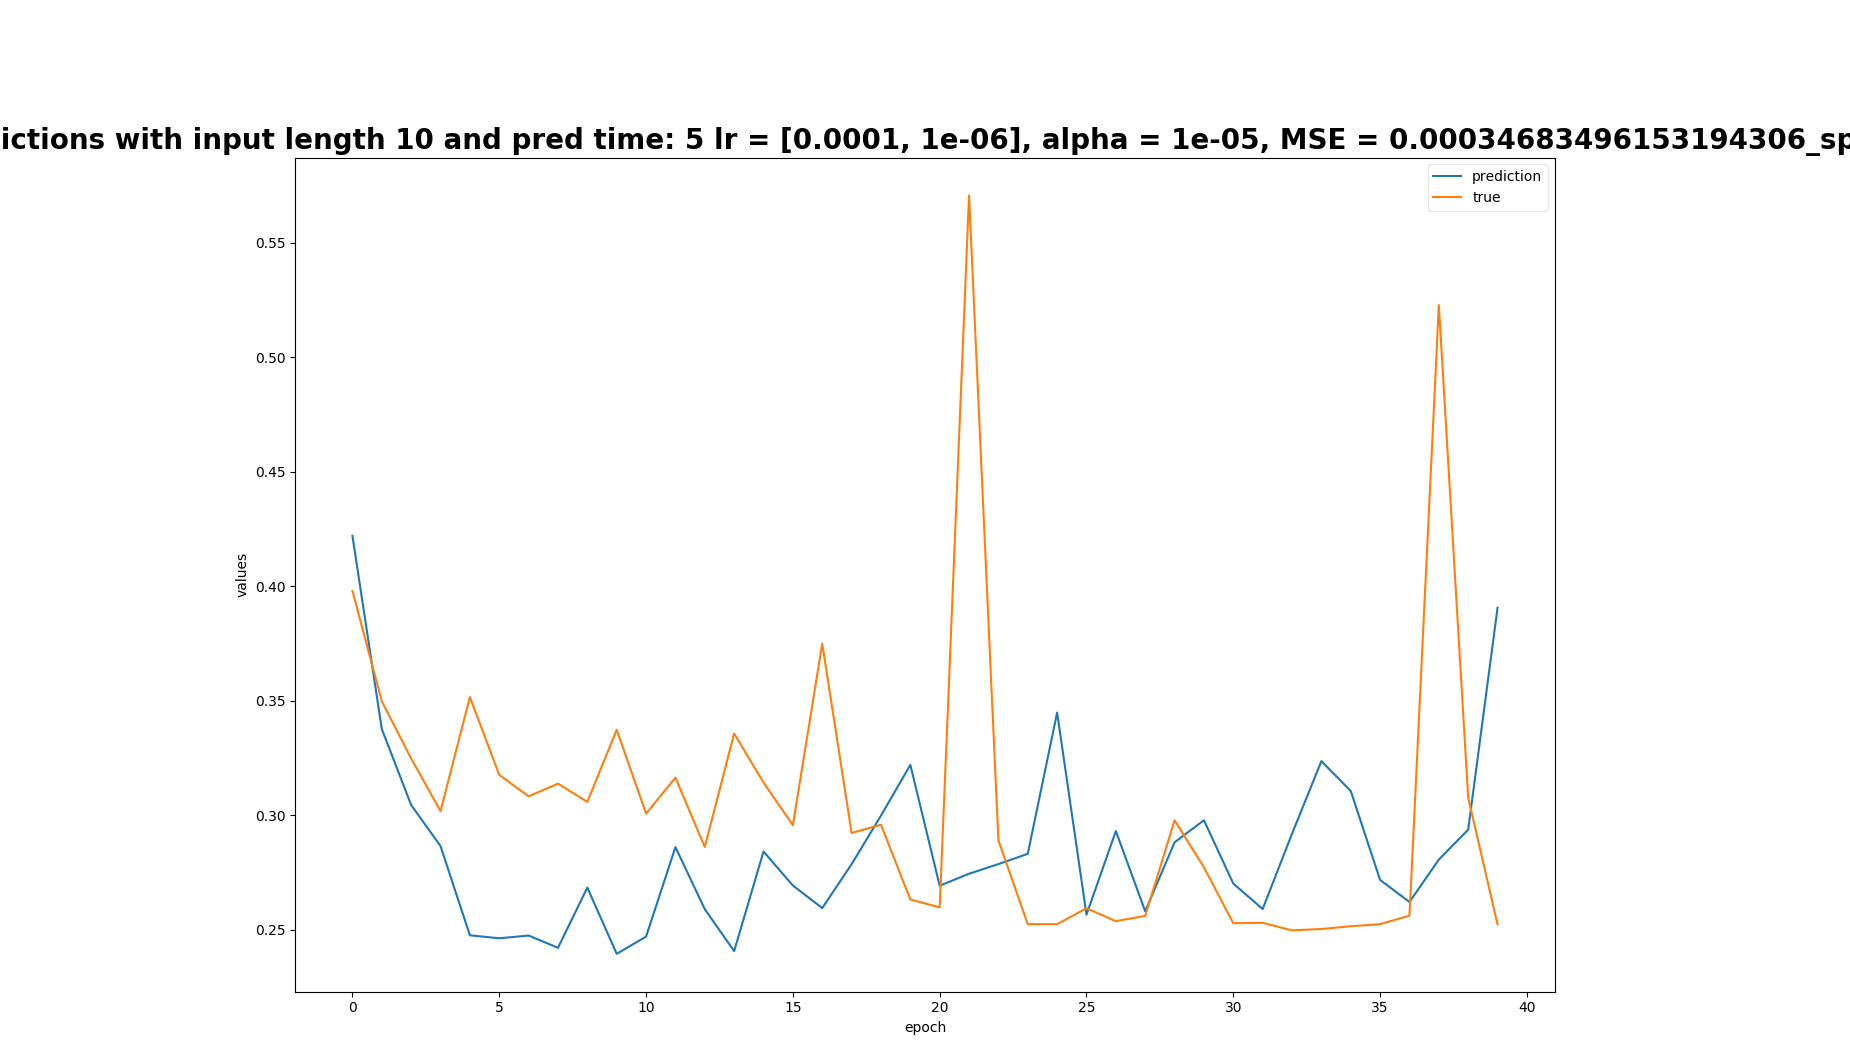 ictions with input length 10 and pred time: 5 lr = [0.0001, 1e-06], alpha = 1e-05, MSE = 0.00034683496153194306_sp
prediction
true
0.55
0.50
0.45
0.40
0.35
0.30
0.25
values
0 5 10 15 20 25 30 35 40
epoch